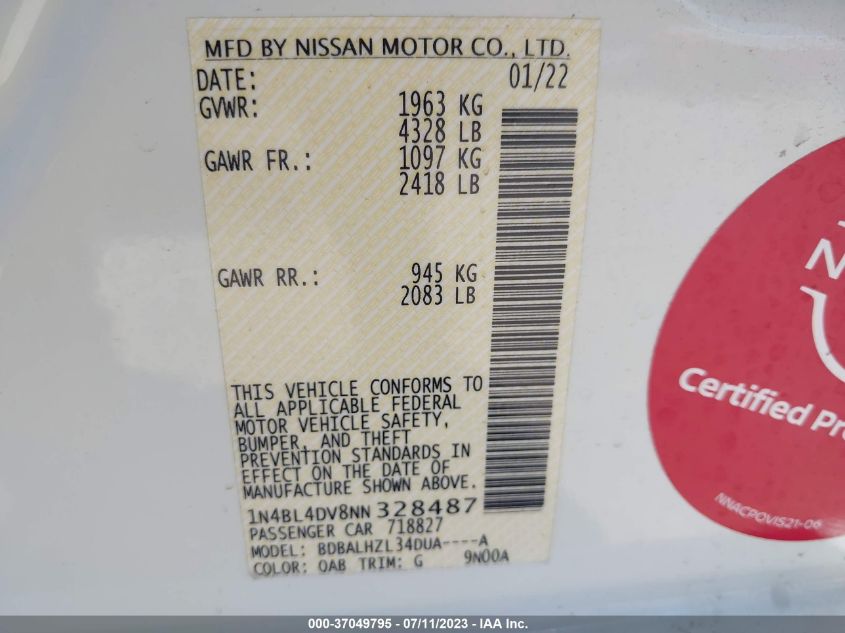 MFD BY NISSAN MOTOR CO., LTD.
DATE: 01/22
GVWR: 1963 KG
4328 LB
GAWR FR.: 1097 KG
2418 LB
GAWR RR.: 945 KG
2083 LB
THIS VEHICLE CONFORMS TO
ALL APPLICABLE FEDERAL
MOTOR VEHICLE SAFETY,
BUMPER, AND THEFT
PREVENTION STANDARDS IN
EFFECT ON THE DATE OF
MANUFACTURE SHOWN ABOVE.
1N4BL4DV8NN328487
PASSENGER CAR 718827
MODEL: BDBALHZL34DUA----A
COLOR: QAB TRIM: G 9N00A
Certified
NNACPOVIS21-06
000-37049795 - 07/11/2023 - IAA Inc.